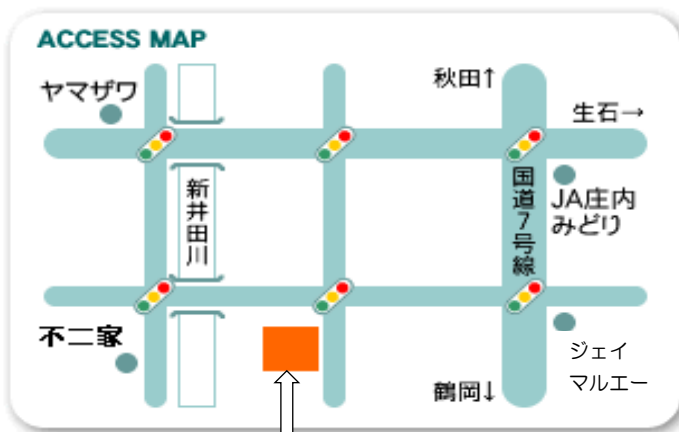 ACCESS MAP
ヤマザワ
秋田↑
生石→
新井田川
国道7号線
JA庄内
みどり
不二家
ジェイ
マルエー
鶴岡↓